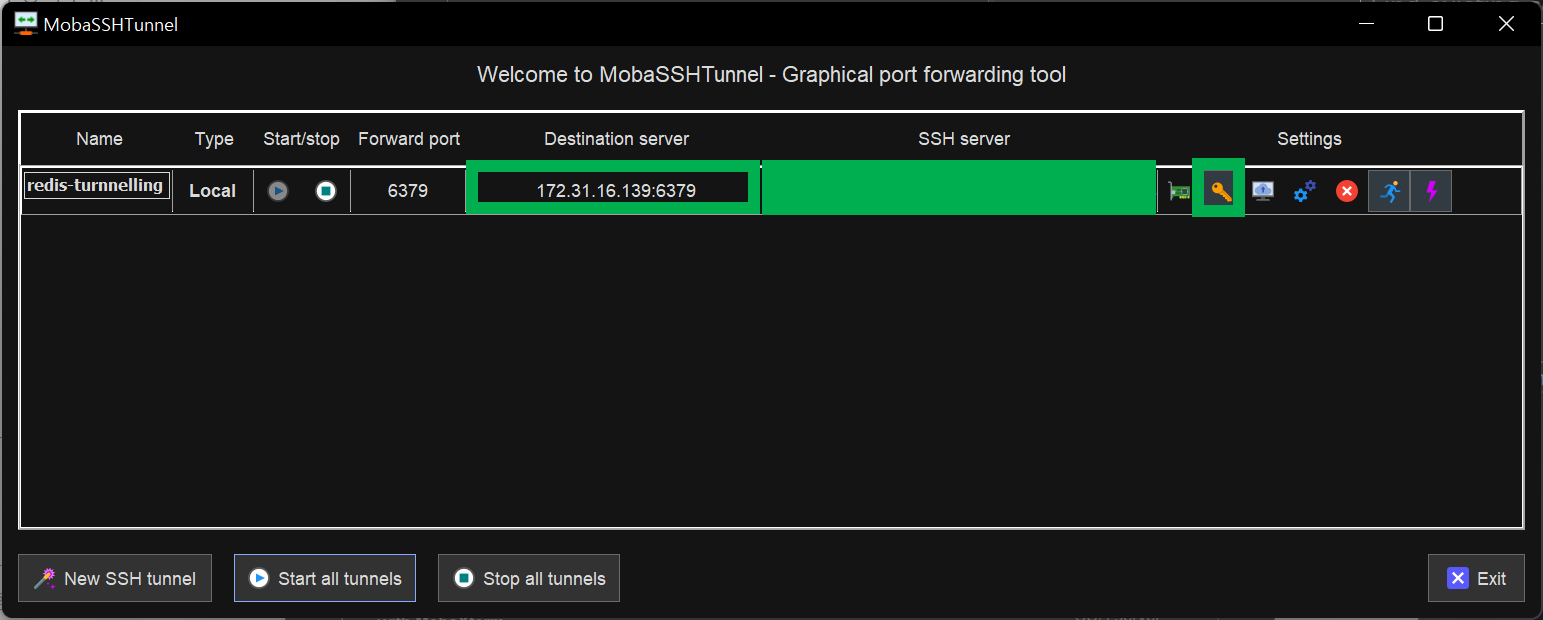 MobaSSHTunnel
Welcome to MobaSSHTunnel - Graphical port forwarding tool
Name Type Start/stop Forward port Destination server SSH server Settings
redis-turnnelling Local 6379 172.31.16.139:6379
New SSH tunnel Start all tunnels Stop all tunnels Exit